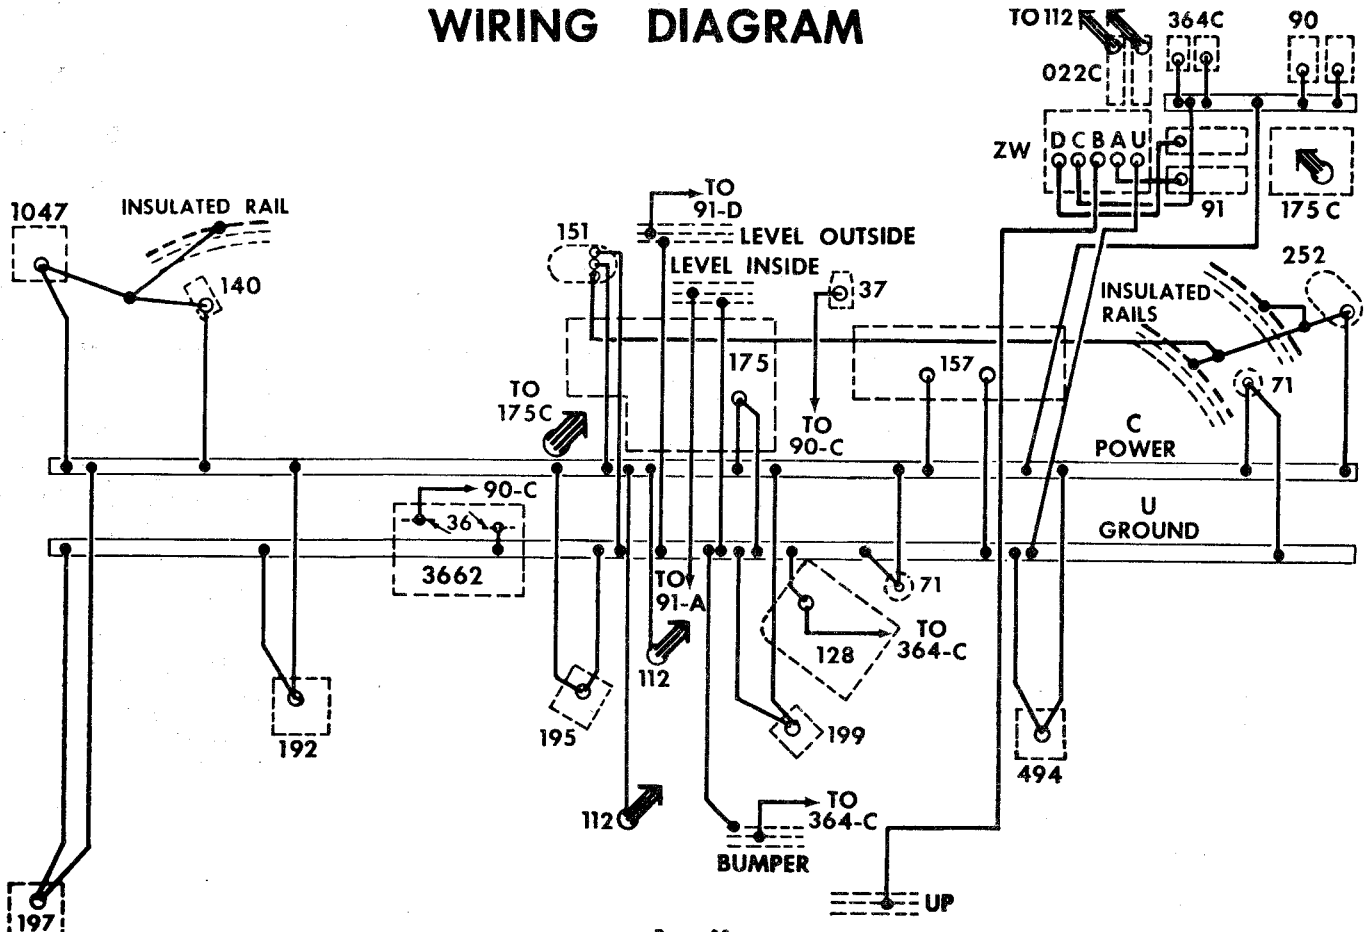 WIRING DIAGRAM
TO 112
364C
90
022C
ZW
D C B A U
91
175 C
1047
INSULATED RAIL
140
151
TO
91-D
LEVEL OUTSIDE
LEVEL INSIDE
37
252
INSULATED
RAILS
175
157
71
TO
175C
TO
90-C
C
POWER
90-C
36
3662
U
GROUND
TO
91-A
71
TO
364-C
128
112
192
195
199
494
112
TO
364-C
BUMPER
UP
197